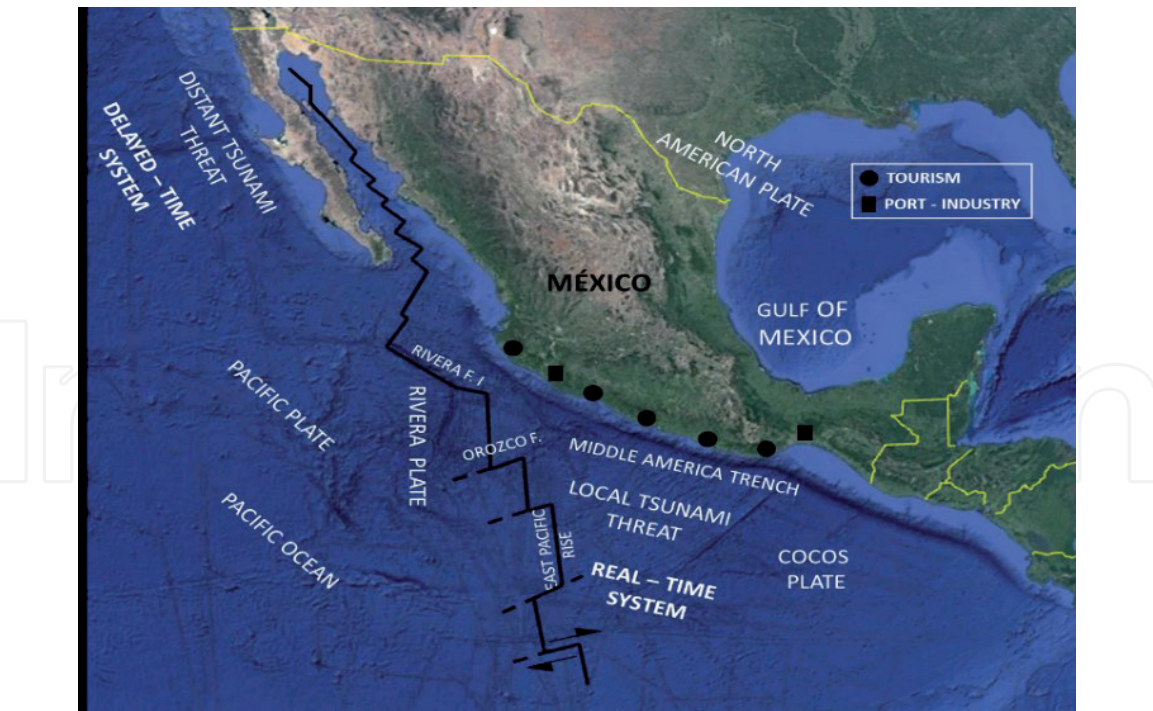 DISTANT TSUNAMI
THREAT
DELAYED – TIME
SYSTEM
NORTH
AMERICAN PLATE
TOURISM
PORT - INDUSTRY
MÉXICO
GULF OF
MEXICO
RIVERA F. I
PACIFIC PLATE
RIVERA PLATE
OROZCO F.
MIDDLE AMERICA TRENCH
LOCAL TSUNAMI
THREAT
PACIFIC OCEAN
EAST PACIFIC
RISE
COCOS
PLATE
REAL – TIME
SYSTEM